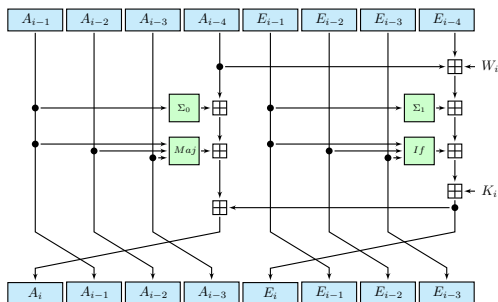 A_{i−1} A_{i−2} A_{i−3} A_{i−4} E_{i−1} E_{i−2} E_{i−3} E_{i−4}
W_i
Σ_0 Σ_1
Maj If
K_i
A_i A_{i−1} A_{i−2} A_{i−3} E_i E_{i−1} E_{i−2} E_{i−3}